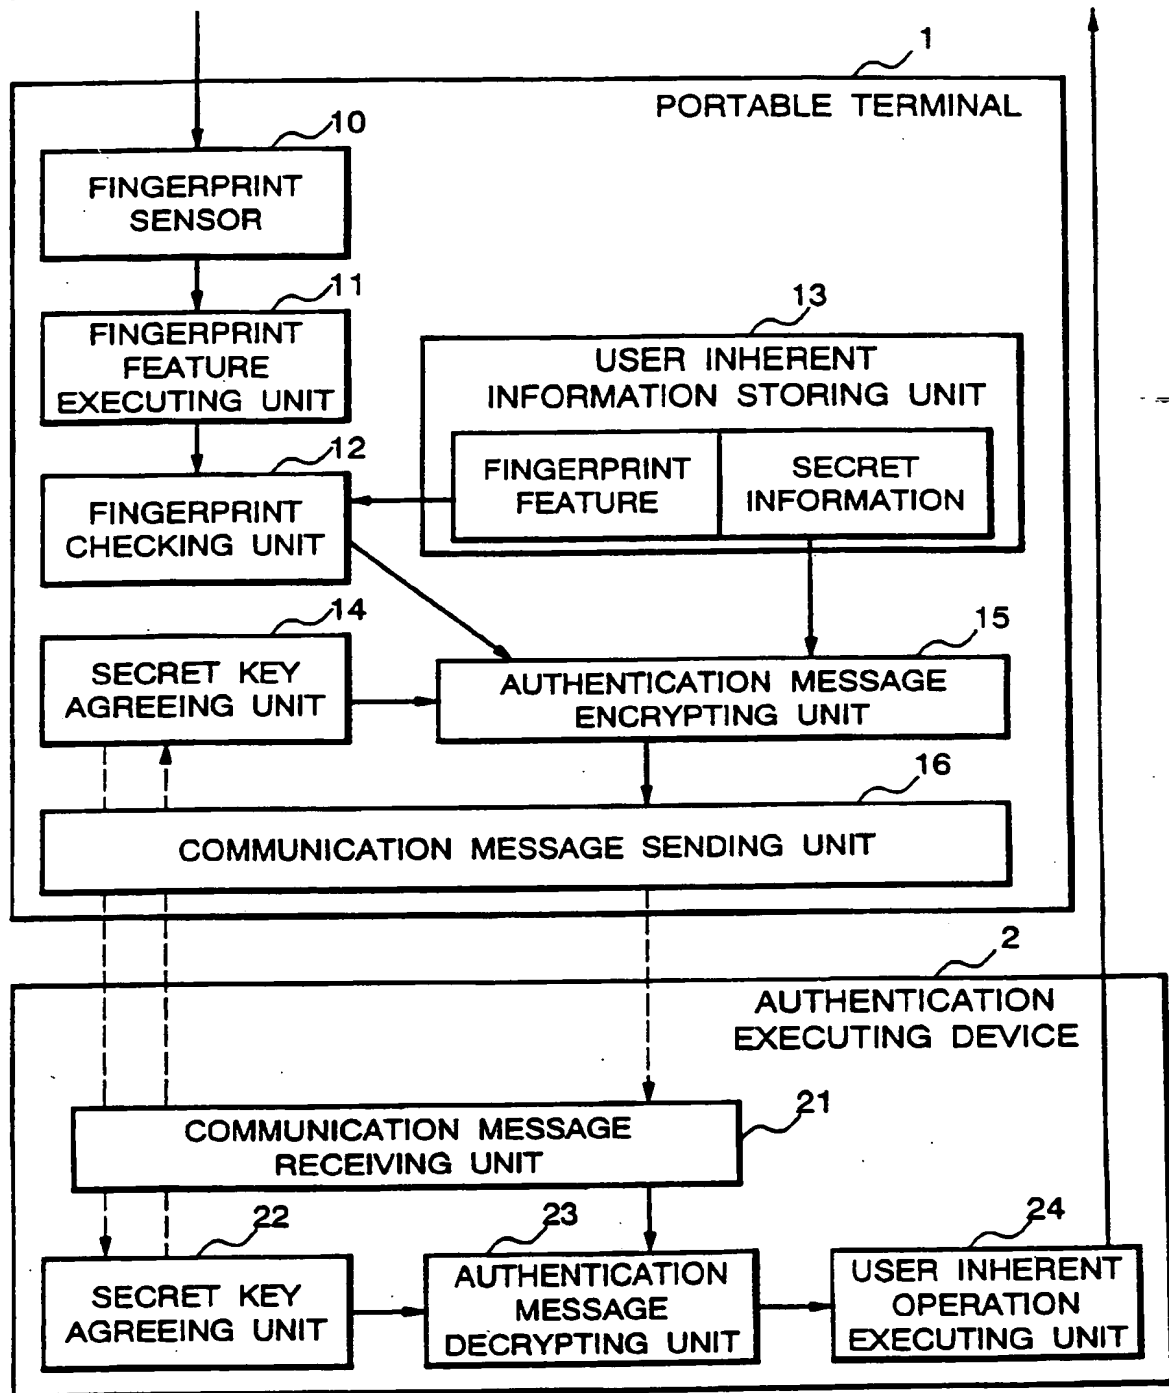 1
PORTABLE TERMINAL
10
FINGERPRINT
SENSOR
11
FINGERPRINT
FEATURE
EXECUTING UNIT
13
USER INHERENT
INFORMATION STORING UNIT
FINGERPRINT
FEATURE
SECRET
INFORMATION
12
FINGERPRINT
CHECKING UNIT
14
SECRET KEY
AGREEING UNIT
15
AUTHENTICATION MESSAGE
ENCRYPTING UNIT
16
COMMUNICATION MESSAGE SENDING UNIT
2
AUTHENTICATION
EXECUTING DEVICE
21
COMMUNICATION MESSAGE
RECEIVING UNIT
22
SECRET KEY
AGREEING UNIT
23
AUTHENTICATION
MESSAGE
DECRYPTING UNIT
24
USER INHERENT
OPERATION
EXECUTING UNIT